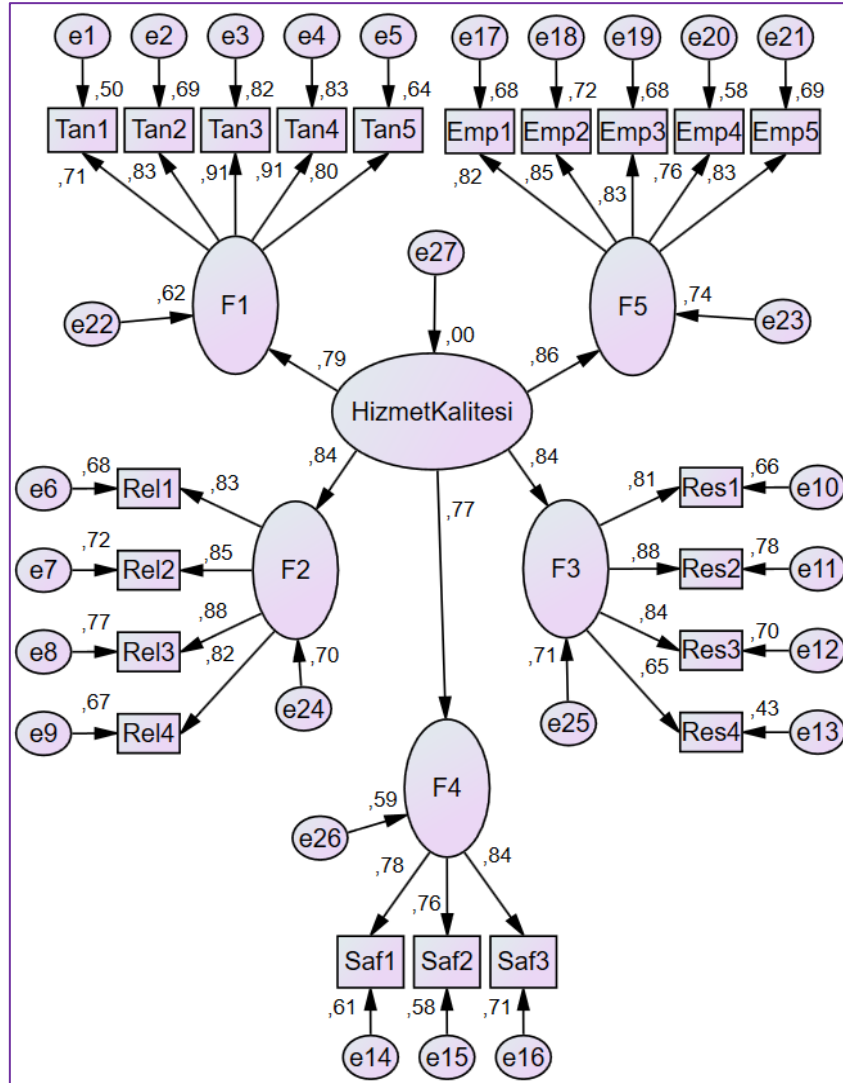 e1 e2 e3 e4 e5 e17 e18 e19 e20 e21
,50 ,69 ,82 ,83 ,64 ,68 ,72 ,68 ,58 ,69
Tan1 Tan2 Tan3 Tan4 Tan5 Emp1 Emp2 Emp3 Emp4 Emp5
,71 ,83 ,91 ,91 ,80 ,82 ,85 ,83 ,76 ,83
e27
e22 ,62 F1 F5 ,74 e23
,79 ,00 ,86
HizmetKalitesi
,84 ,77 ,84
e6 ,68 Rel1 ,83 ,81 Res1 ,66 e10
e7 ,72 Rel2 ,85 F2 F3 ,88 Res2 ,78 e11
e8 ,77 Rel3 ,88 ,84 Res3 ,70 e12
e9 ,67 Rel4 ,82 ,70 ,71 ,65 Res4 ,43 e13
e24 e25
e26 ,59 F4
,78 ,76 ,84
Saf1 Saf2 Saf3
,61 ,58 ,71
e14 e15 e16